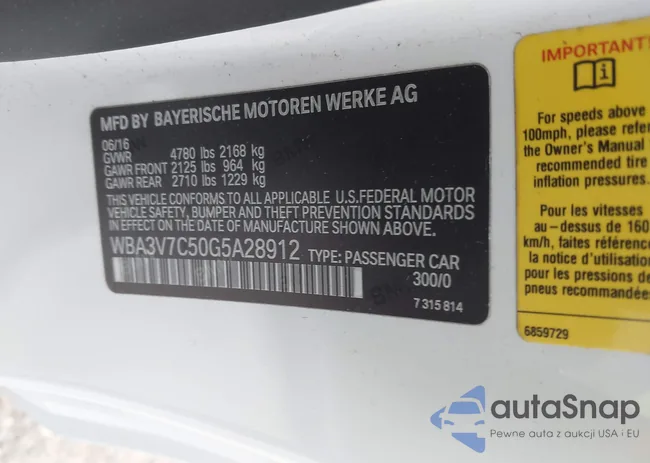 MFD BY BAYERISCHE MOTOREN WERKE AG
06/16
GVWR 4780 lbs 2168 kg
GAWR FRONT 2125 lbs 964 kg
GAWR REAR 2710 lbs 1229 kg
THIS VEHICLE CONFORMS TO ALL APPLICABLE U.S.FEDERAL MOTOR
VEHICLE SAFETY, BUMPER AND THEFT PREVENTION STANDARDS
IN EFFECT ON THE DATE OF MANUFACTURE SHOWN ABOVE.
WBA3V7C50G5A28912 TYPE: PASSENGER CAR
300/0
7 315 814
IMPORTANT
For speeds above
100mph, please refer
the Owner's Manual
recommended tire
inflation pressures.
Pour les vitesses
au-dessus de 160
km/h, faites référence
la notice d'utilisation
pour les pressions de
pneus recommandées
6859729
autaSnap
Pewne auta z aukcji USA i EU